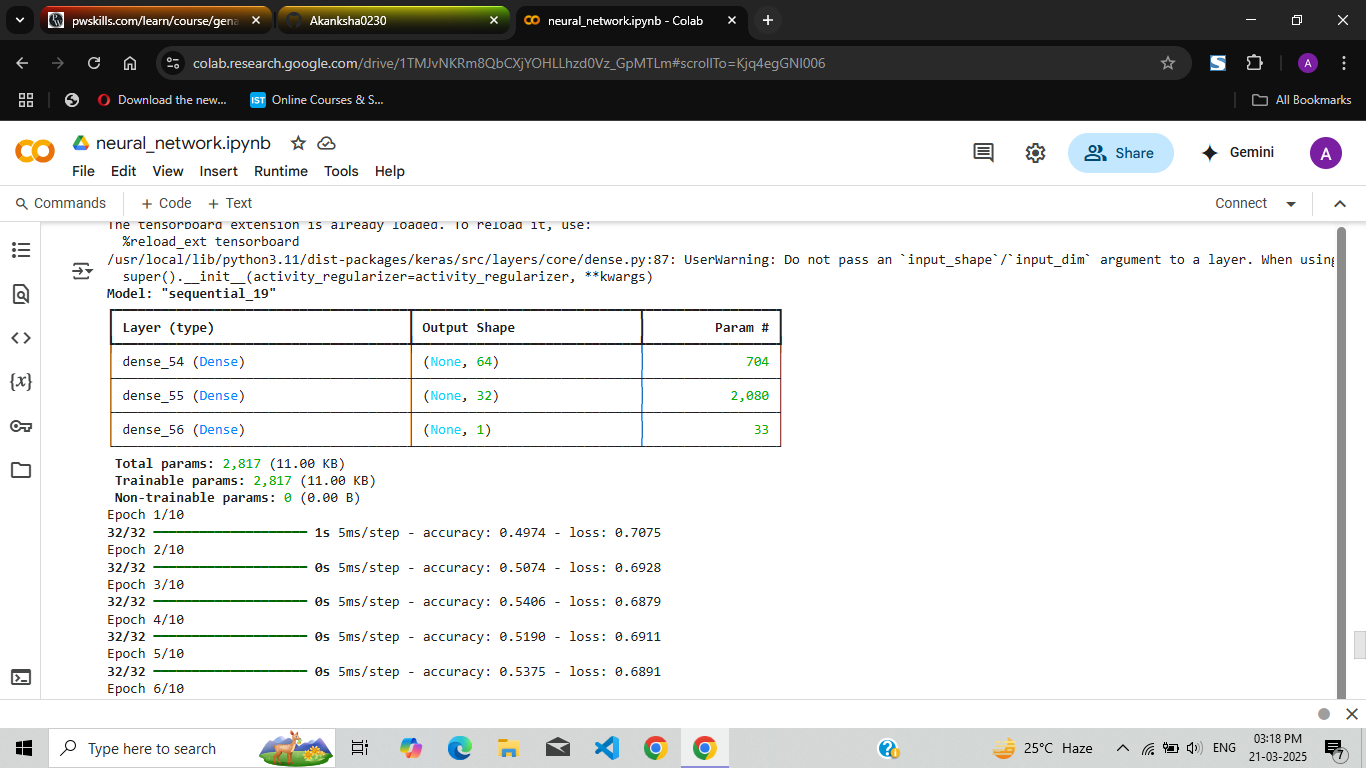 pwskills.com/learn/course/gena
Akanksha0230
neural_network.ipynb - Colab
colab.research.google.com/drive/1TMJvNKRm8QbCXjYOHLLhzd0Vz_GpMTLm#scrollTo=Kjq4egGNI006
S
A
Download the new...
IST Online Courses & S...
All Bookmarks
neural_network.ipynb
File Edit View Insert Runtime Tools Help
Share
Gemini
A
Commands
+ Code + Text
Connect
The tensorboard extension is already loaded. To reload it, use:
%reload_ext tensorboard
/usr/local/lib/python3.11/dist-packages/keras/src/layers/core/dense.py:87: UserWarning: Do not pass an `input_shape`/`input_dim` argument to a layer. When using
super().__init__(activity_regularizer=activity_regularizer, **kwargs)
Model: "sequential_19"
Layer (type) Output Shape Param #
dense_54 (Dense) (None, 64) 704
dense_55 (Dense) (None, 32) 2,080
dense_56 (Dense) (None, 1) 33
Total params: 2,817 (11.00 KB)
Trainable params: 2,817 (11.00 KB)
Non-trainable params: 0 (0.00 B)
Epoch 1/10
32/32 1s 5ms/step - accuracy: 0.4974 - loss: 0.7075
Epoch 2/10
32/32 0s 5ms/step - accuracy: 0.5074 - loss: 0.6928
Epoch 3/10
32/32 0s 5ms/step - accuracy: 0.5406 - loss: 0.6879
Epoch 4/10
32/32 0s 5ms/step - accuracy: 0.5190 - loss: 0.6911
Epoch 5/10
32/32 0s 5ms/step - accuracy: 0.5375 - loss: 0.6891
Epoch 6/10
Type here to search
25°C Haze
ENG
03:18 PM
21-03-2025
7